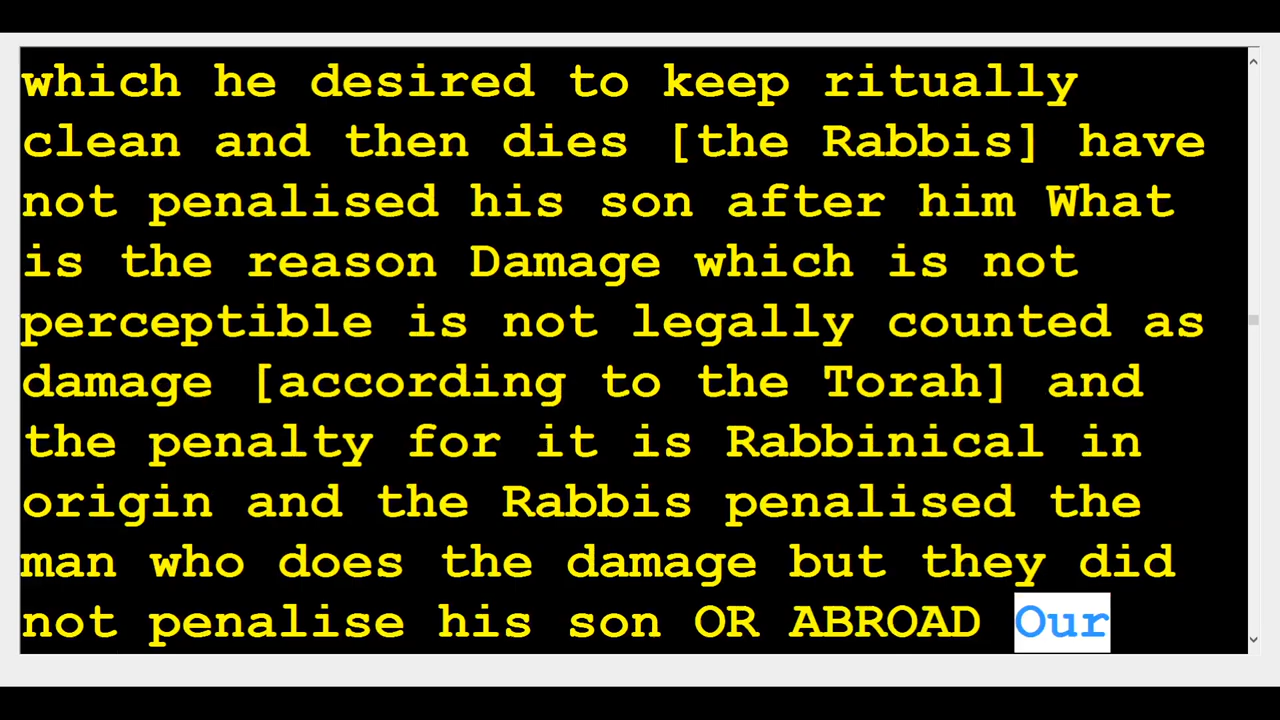 which he desired to keep ritually
clean and then dies [the Rabbis] have
not penalised his son after him What
is the reason Damage which is not
perceptible is not legally counted as
damage [according to the Torah] and
the penalty for it is Rabbinical in
origin and the Rabbis penalised the
man who does the damage but they did
not penalise his son OR ABROAD Our